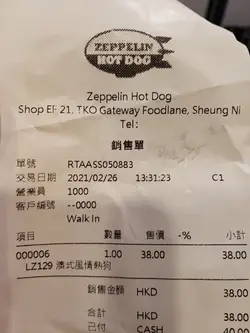 ZEPPELIN
HOT DOG
Zeppelin Hot Dog
Shop EF 21, TKO Gateway Foodlane, Sheung Ni
Tel:
銷售單
單號 RTAASS050883
交易日期 2021/02/26 13:31:23 C1
營業員 1000
客戶編號 --0000
Walk In
項目 數量 售價 -% 小計
000006 1.00 38.00 38.00
LZ129 澳式風情熱狗
銷售金額 HKD 38.00
合計 HKD 38.00
已付 CASH 40.00